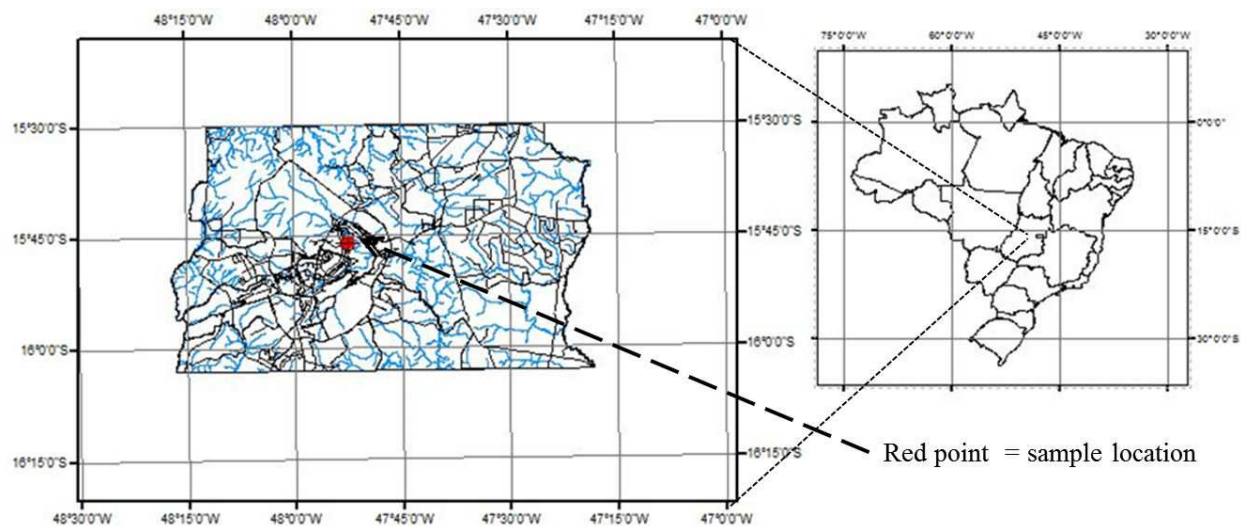 48°15'0"W 48°0'0"W 47°45'0"W 47°30'0"W 47°15'0"W 47°0'0"W
75°0'0"W 60°0'0"W 45°0'0"W 30°0'0"W
15°30'0"S 15°30'0"S 0°0'0"
15°45'0"S 15°45'0"S 15°0'0"S
16°0'0"S 16°0'0"S 30°0'0"S
16°15'0"S 16°15'0"S
Red point = sample location
48°30'0"W 48°15'0"W 48°0'0"W 47°45'0"W 47°30'0"W 47°15'0"W 47°0'0"W